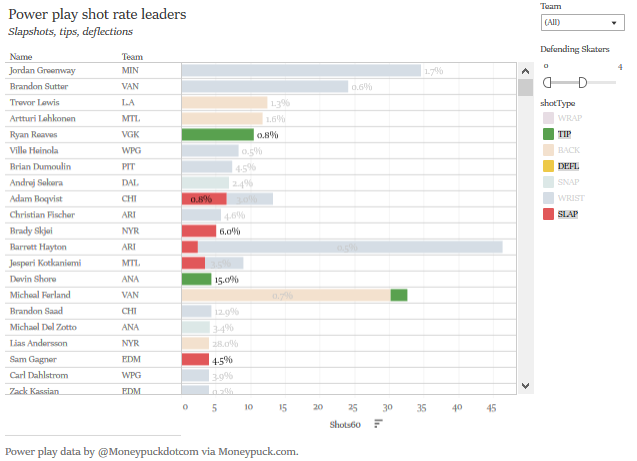 Power play shot rate leaders
Slapshots, tips, deflections
Team
(All)
Defending Skaters
0 4
shotType
WRAP
TIP
BACK
DEFL
SNAP
WRIST
SLAP
Name Team
Jordan Greenway MIN 1.7%
Brandon Sutter VAN 0.6%
Trevor Lewis L.A 1.3%
Artturi Lehkonen MTL 1.6%
Ryan Reaves VGK 0.8%
Ville Heinola WPG 0.5%
Brian Dumoulin PIT 4.5%
Andrej Sekera DAL 2.4%
Adam Boqvist CHI 0.8%
Christian Fischer ARI 4.6%
Brady Skjei NYR 6.0%
Barrett Hayton ARI 0.5%
Jesperi Kotkaniemi MTL
Devin Shore ANA 15.0%
Micheal Ferland VAN 0.7%
Brandon Saad CHI 12.9%
Michael Del Zotto ANA 3.4%
Lias Andersson NYR 28.0%
Sam Gagner EDM 4.5%
Carl Dahlstrom WPG 3.9%
Zack Kassian EDM 0.2%
0 5 10 15 20 25 30 35 40 45
Shots60
Power play data by @Moneypuckdotcom via Moneypuck.com.